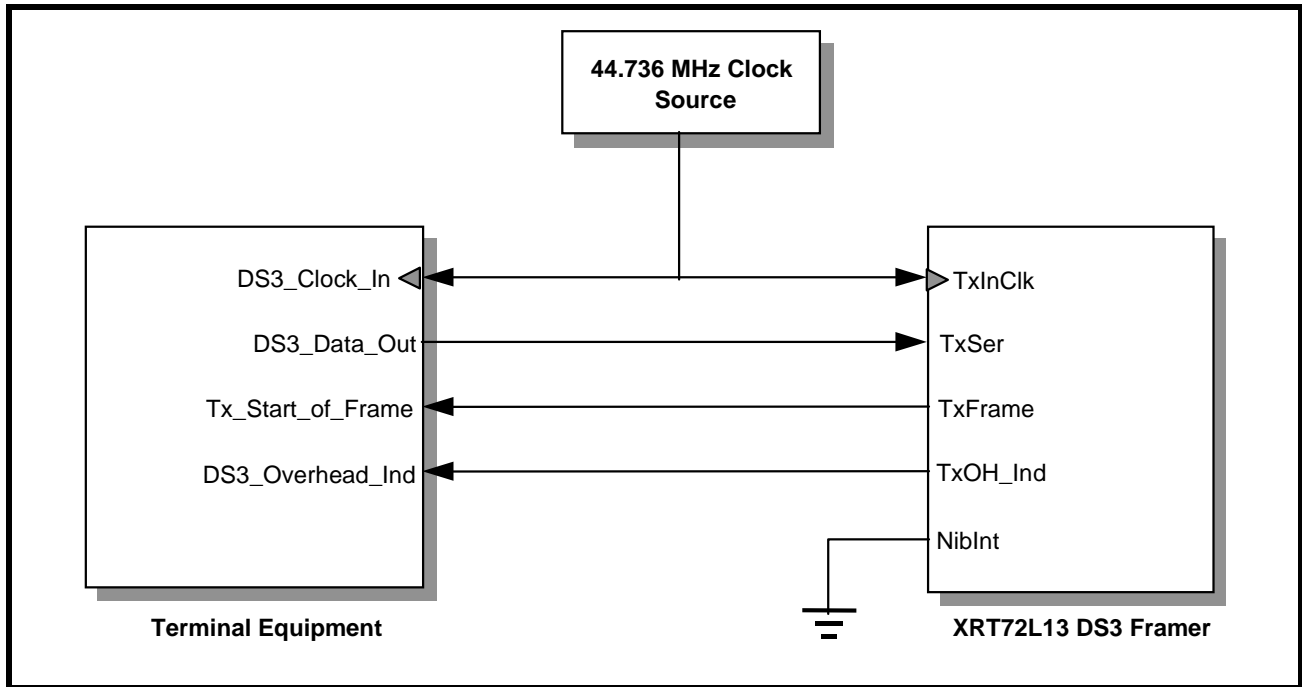 44.736 MHz Clock
Source
DS3_Clock_In
DS3_Data_Out
Tx_Start_of_Frame
DS3_Overhead_Ind
Terminal Equipment
TxInClk
TxSer
TxFrame
TxOH_Ind
NibInt
XRT72L13 DS3 Framer